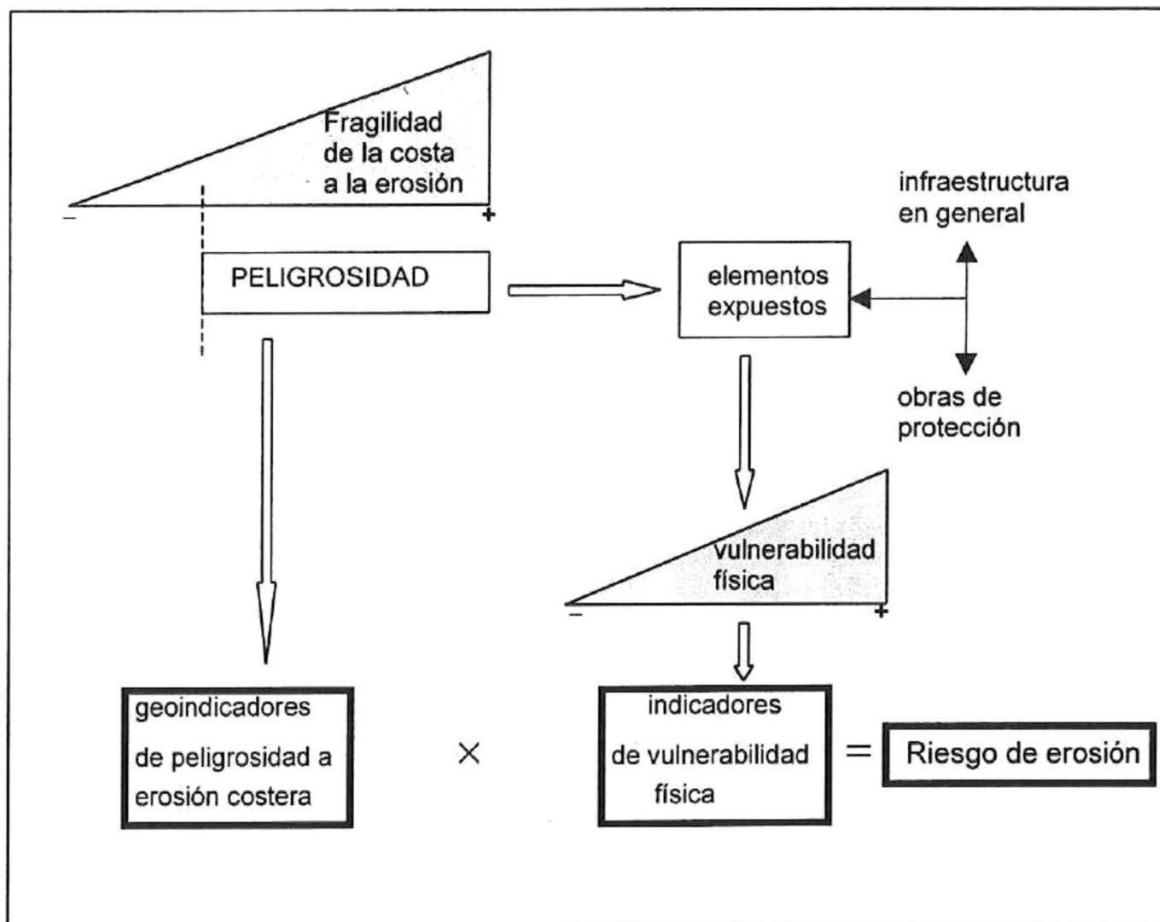 Fragilidad
de la costa
a la erosión
– +
PELIGROSIDAD
elementos
expuestos
infraestructura
en general
obras de
protección
vulnerabilidad
física
– +
geoindicadores
de peligrosidad a
erosión costera
×
indicadores
de vulnerabilidad
física
=
Riesgo de erosión